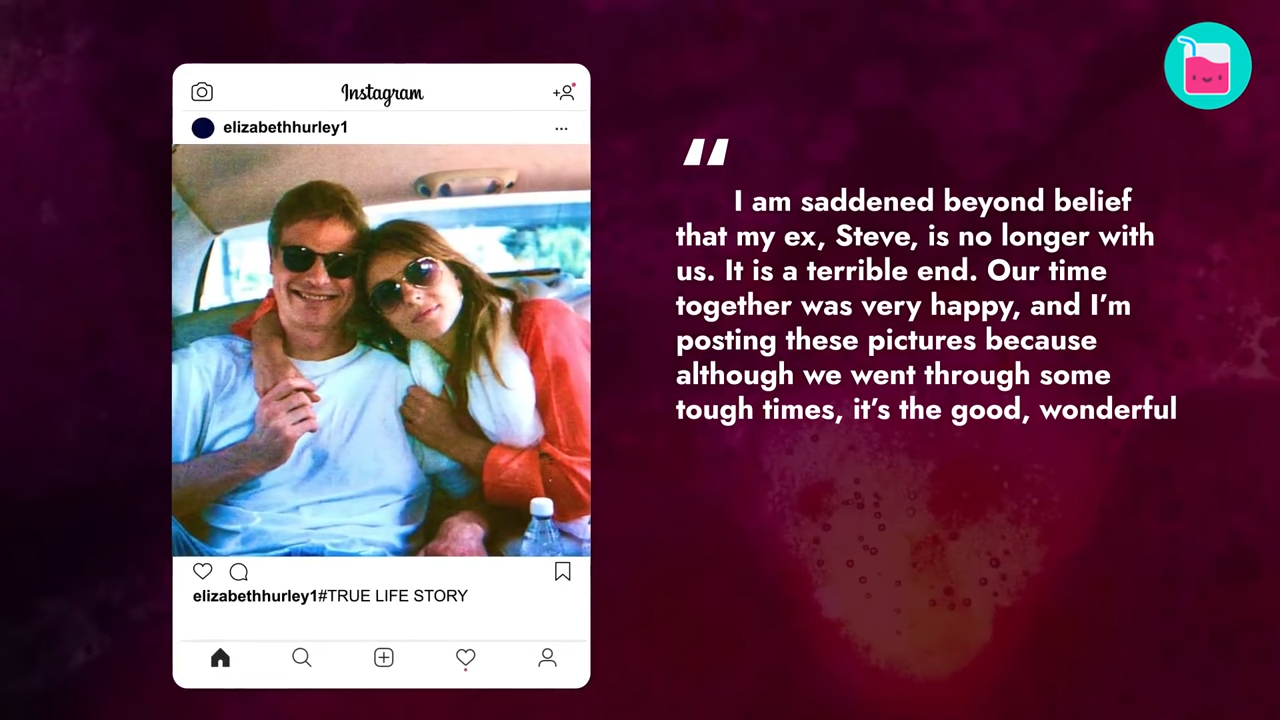 Instagram
elizabethhurley1
elizabethhurley1#TRUE LIFE STORY
“
I am saddened beyond belief
that my ex, Steve, is no longer with
us. It is a terrible end. Our time
together was very happy, and I’m
posting these pictures because
although we went through some
tough times, it’s the good, wonderful